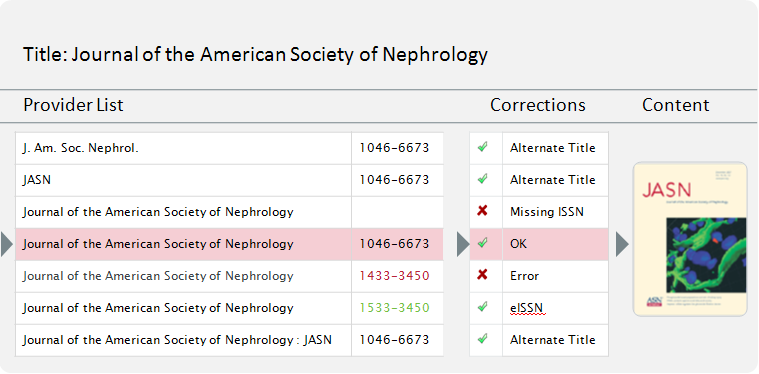 Title: Journal of the American Society of Nephrology
Provider List Corrections Content
J. Am. Soc. Nephrol. 1046-6673 Alternate Title
JASN 1046-6673 Alternate Title
Journal of the American Society of Nephrology Missing ISSN
Journal of the American Society of Nephrology 1046-6673 OK
Journal of the American Society of Nephrology 1433-3450 Error
Journal of the American Society of Nephrology 1533-3450 eISSN
Journal of the American Society of Nephrology : JASN 1046-6673 Alternate Title
JASN
ASN